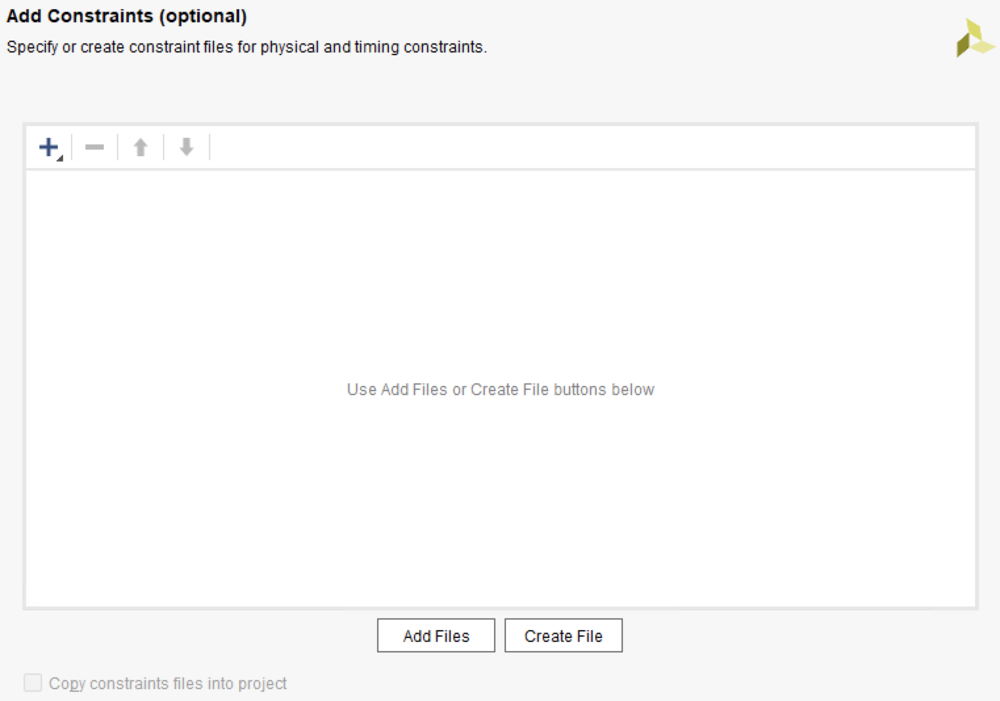 Add Constraints (optional)
Specify or create constraint files for physical and timing constraints.
Use Add Files or Create File buttons below
Add Files
Create File
Copy constraints files into project